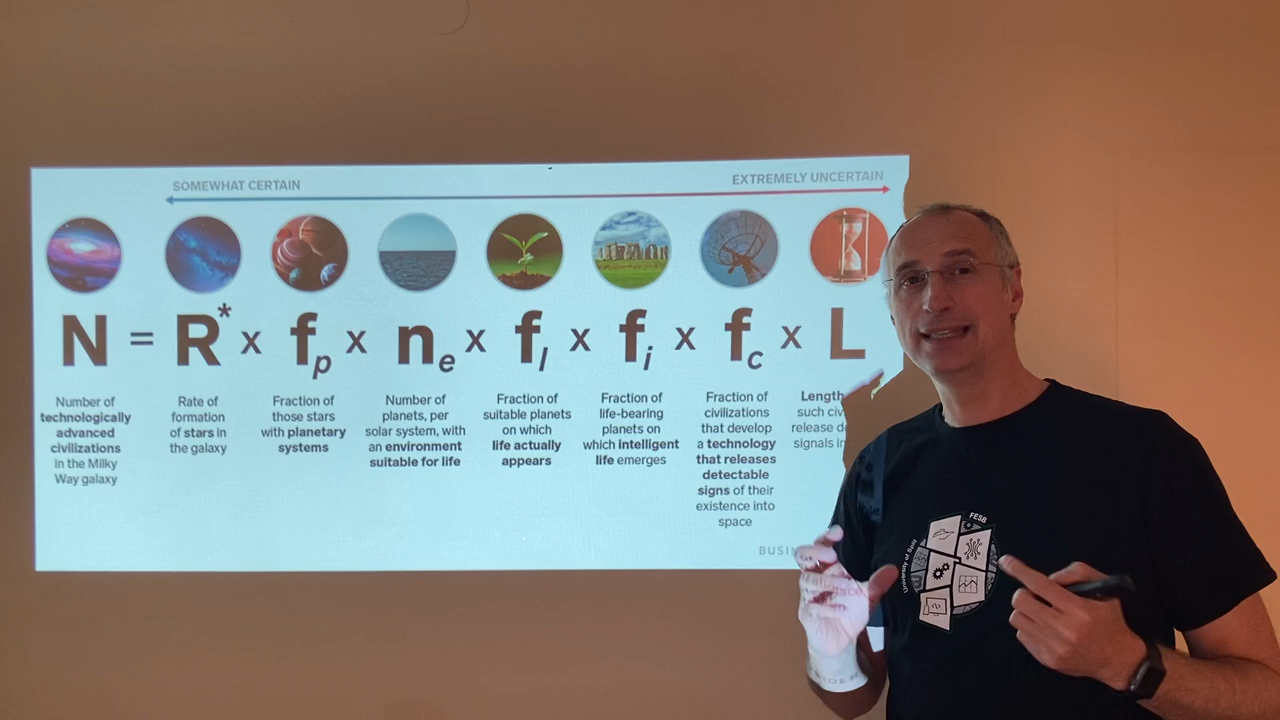 SOMEWHAT CERTAIN
EXTREMELY UNCERTAIN
N = R* x fp x ne x fl x fi x fc x L
Number of
technologically
advanced
civilizations
in the Milky
Way galaxy
Rate of
formation
of stars in
the galaxy
Fraction of
those stars
with planetary
systems
Number of
planets, per
solar system, with
an environment
suitable for life
Fraction of
suitable planets
on which
life actually
appears
Fraction of
life-bearing
planets on
which intelligent
life emerges
Fraction of
civilizations
that develop
a technology
that releases
detectable
signs of their
existence into
space
Length
such
release
signals
FESB
University of Split